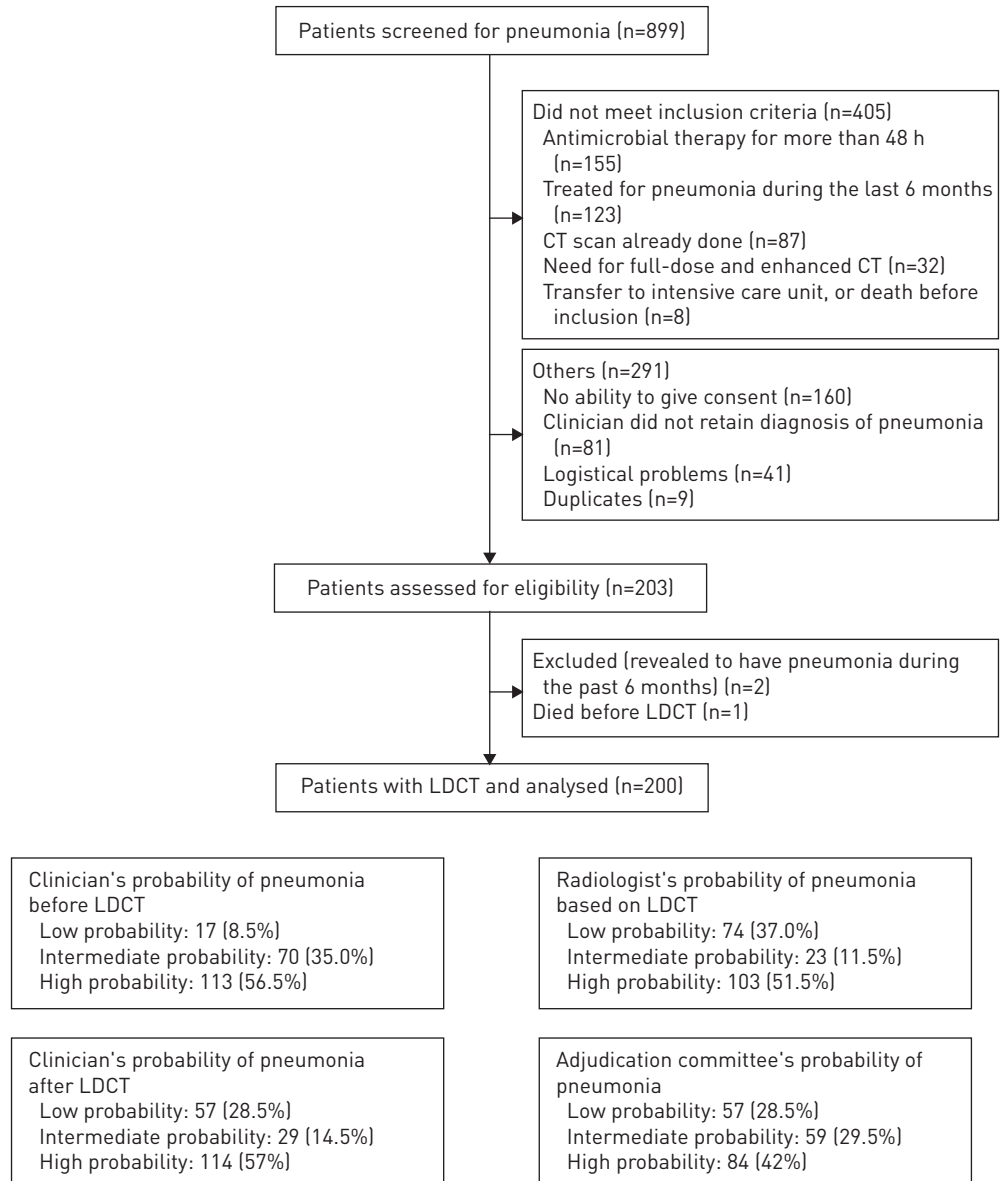 Patients screened for pneumonia (n=899)
Did not meet inclusion criteria (n=405)
Antimicrobial therapy for more than 48 h
(n=155)
Treated for pneumonia during the last 6 months
(n=123)
CT scan already done (n=87)
Need for full-dose and enhanced CT (n=32)
Transfer to intensive care unit, or death before
inclusion (n=8)
Others (n=291)
No ability to give consent (n=160)
Clinician did not retain diagnosis of pneumonia
(n=81)
Logistical problems (n=41)
Duplicates (n=9)
Patients assessed for eligibility (n=203)
Excluded (revealed to have pneumonia during
the past 6 months) (n=2)
Died before LDCT (n=1)
Patients with LDCT and analysed (n=200)
Clinician's probability of pneumonia
before LDCT
Low probability: 17 (8.5%)
Intermediate probability: 70 (35.0%)
High probability: 113 (56.5%)
Radiologist's probability of pneumonia
based on LDCT
Low probability: 74 (37.0%)
Intermediate probability: 23 (11.5%)
High probability: 103 (51.5%)
Clinician's probability of pneumonia
after LDCT
Low probability: 57 (28.5%)
Intermediate probability: 29 (14.5%)
High probability: 114 (57%)
Adjudication committee's probability of
pneumonia
Low probability: 57 (28.5%)
Intermediate probability: 59 (29.5%)
High probability: 84 (42%)